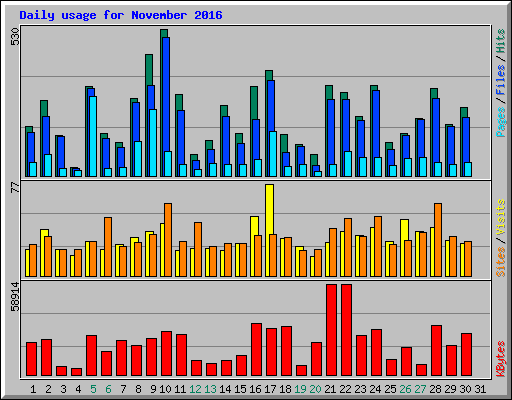 Daily usage for November 2016
530
Pages / Files / Hits
77
Sites / Visits
58914
KBytes
1 2 3 4 5 6 7 8 9 10 11 12 13 14 15 16 17 18 19 20 21 22 23 24 25 26 27 28 29 30 31